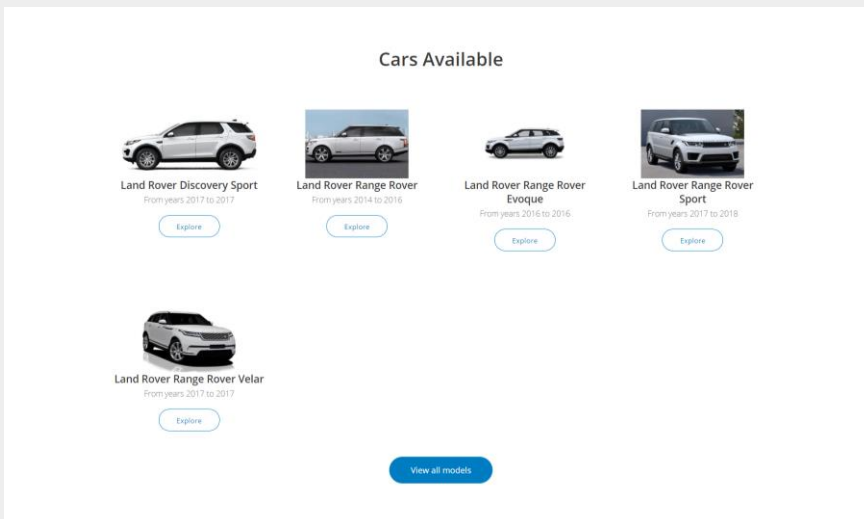 Cars Available
Land Rover Discovery Sport
From years 2017 to 2017
Explore
Land Rover Range Rover
From years 2014 to 2016
Explore
Land Rover Range Rover
Evoque
From years 2016 to 2016
Explore
Land Rover Range Rover
Sport
From years 2017 to 2018
Explore
Land Rover Range Rover Velar
From years 2017 to 2017
Explore
View all models